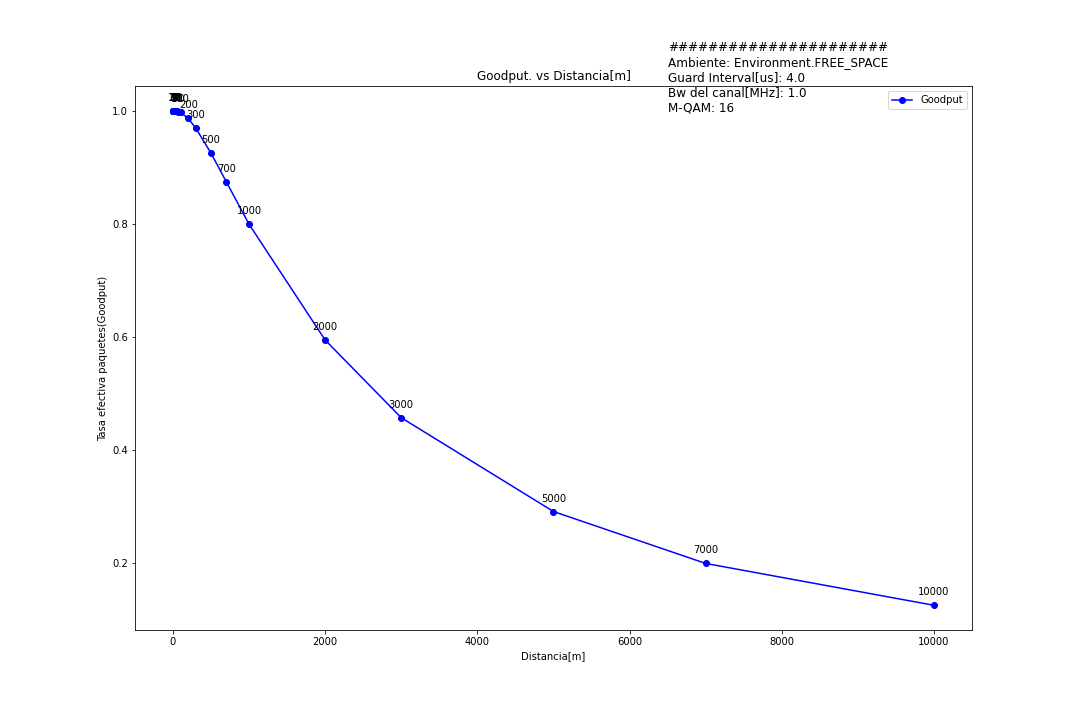 ######################
Ambiente: Environment.FREE_SPACE
Guard Interval[us]: 4.0
Bw del canal[MHz]: 1.0
M-QAM: 16
Goodput. vs Distancia[m]
Goodput
200
300
500
700
1000
2000
3000
5000
7000
10000
1.0
0.8
0.6
0.4
0.2
Tasa efectiva paquetes(Goodput)
0 2000 4000 6000 8000 10000
Distancia[m]